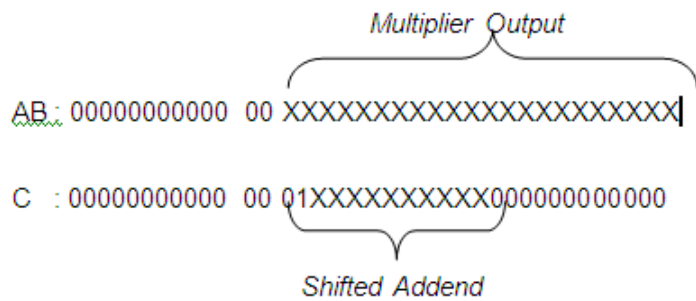 Multiplier Output
AB : 00000000000 00 XXXXXXXXXXXXXXXXXXXXXX
C : 00000000000 00 01XXXXXXXXXX000000000000
Shifted Addend